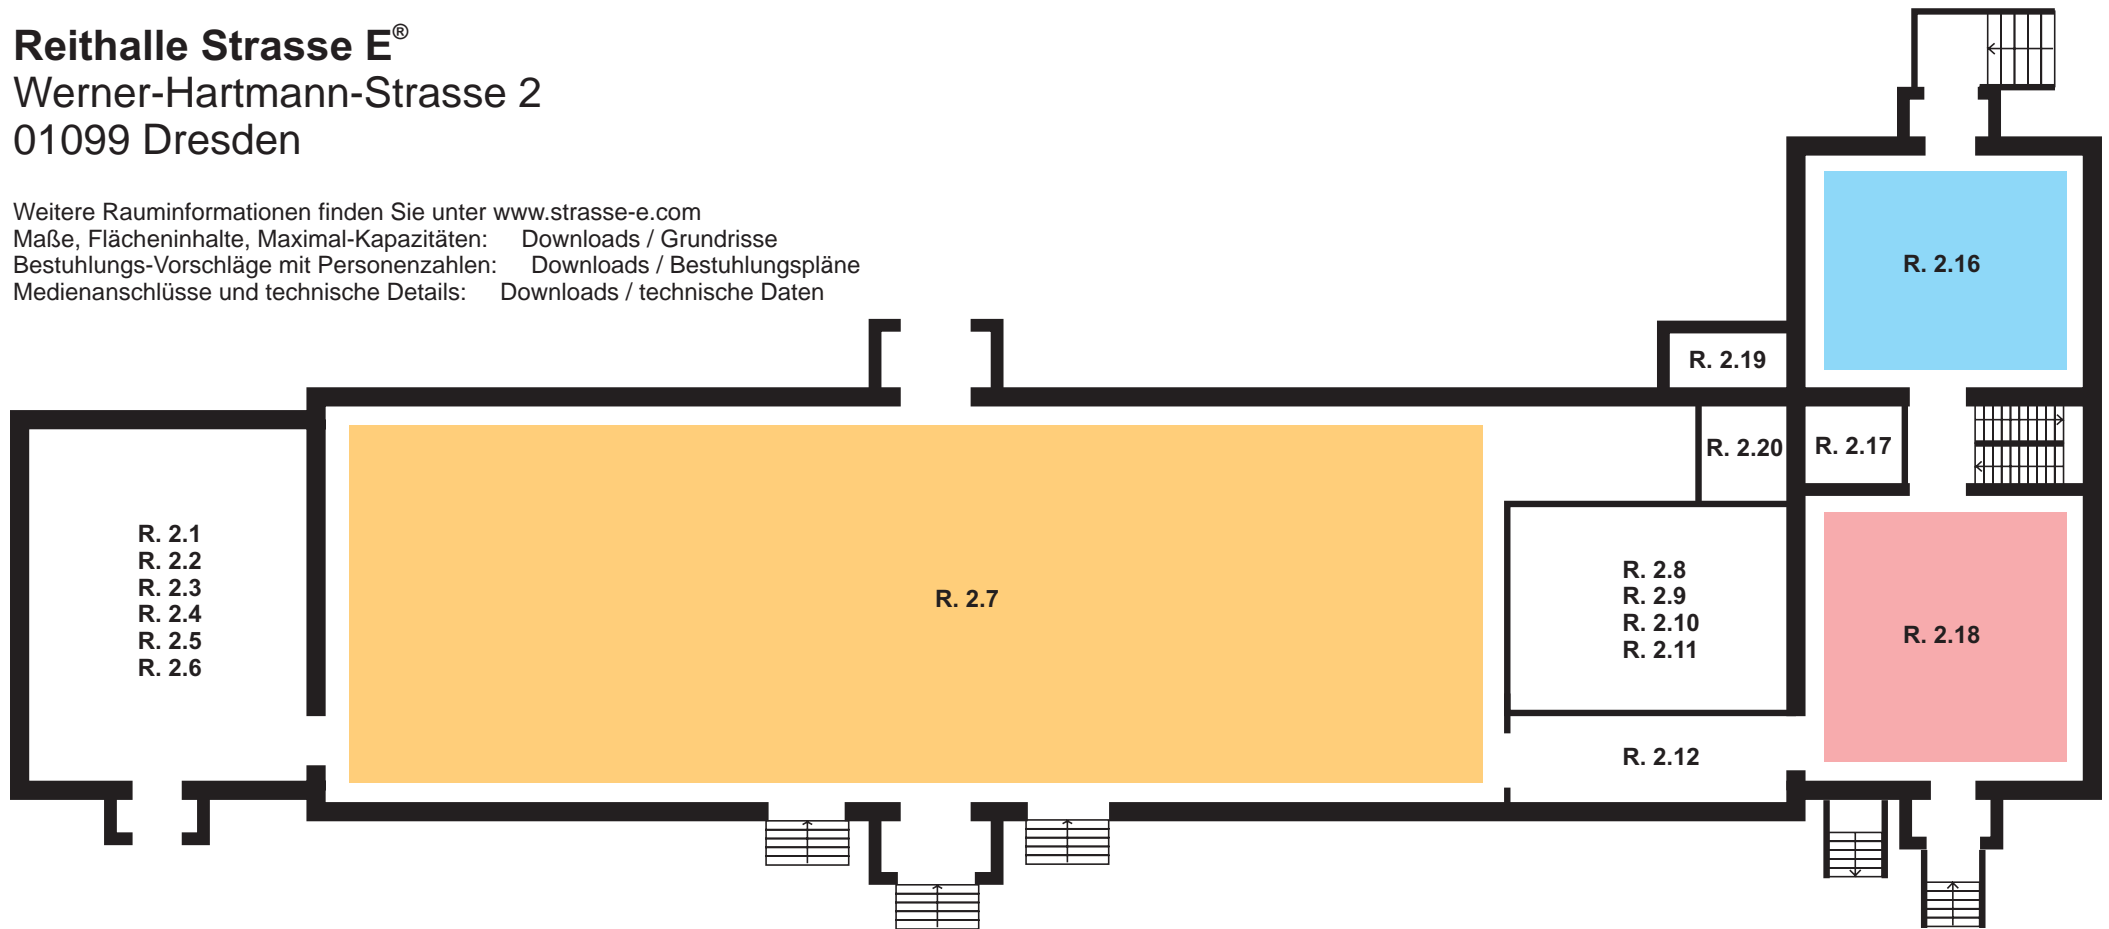 Reithalle Strasse E®
Werner-Hartmann-Strasse 2
01099 Dresden
Weitere Rauminformationen finden Sie unter www.strasse-e.com
Maße, Flächeninhalte, Maximal-Kapazitäten: Downloads / Grundrisse
Bestuhlungs-Vorschläge mit Personenzahlen: Downloads / Bestuhlungspläne
Medienanschlüsse und technische Details: Downloads / technische Daten
R. 2.16
R. 2.19
R. 2.20
R. 2.17
R. 2.1
R. 2.2
R. 2.3
R. 2.4
R. 2.5
R. 2.6
R. 2.7
R. 2.8
R. 2.9
R. 2.10
R. 2.11
R. 2.18
R. 2.12